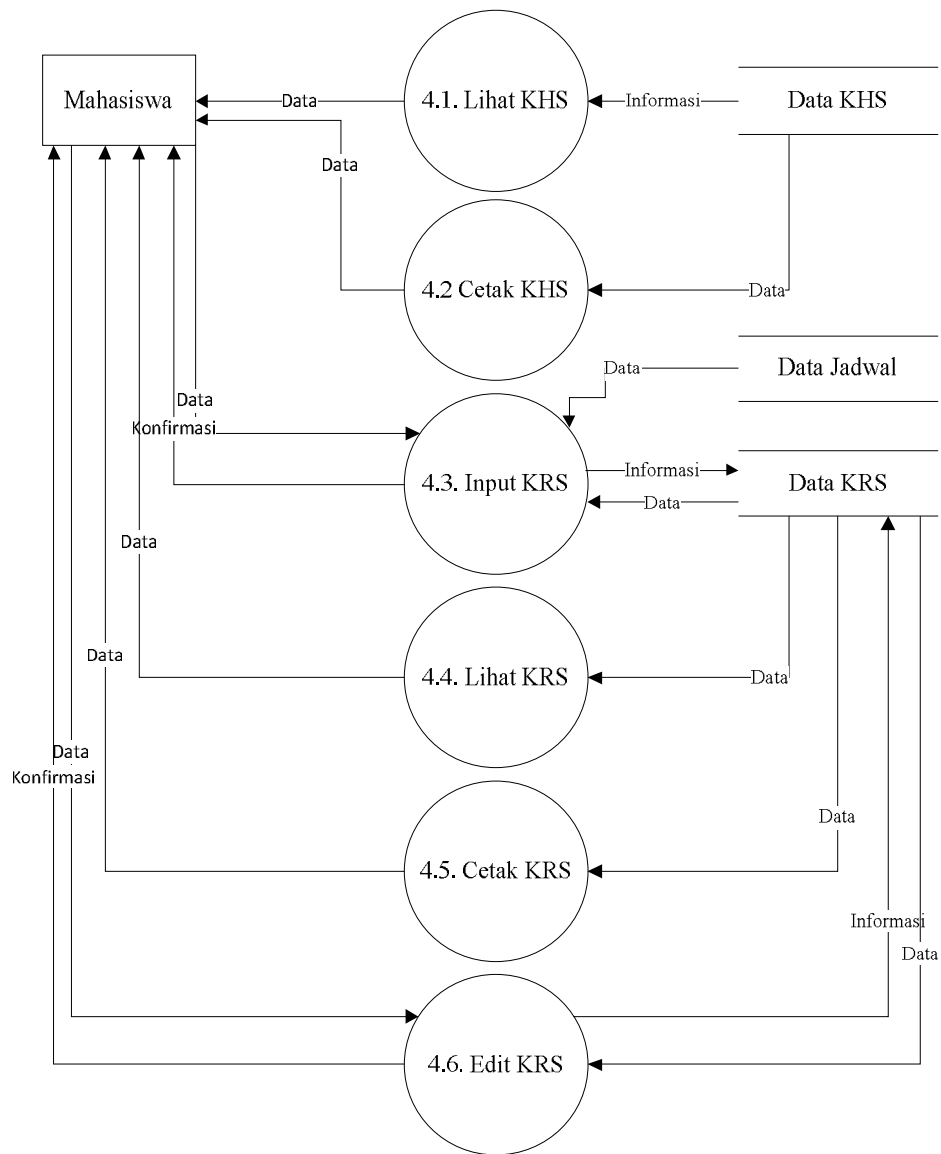 Mahasiswa
Data
4.1. Lihat KHS
Informasi
Data KHS
Data
4.2 Cetak KHS
Data
Data Jadwal
Data
Data
Konfirmasi
4.3. Input KRS
Informasi
Data KRS
Data
Data
4.4. Lihat KRS
Data
Data
Data
Konfirmasi
4.5. Cetak KRS
Data
Informasi
Data
4.6. Edit KRS